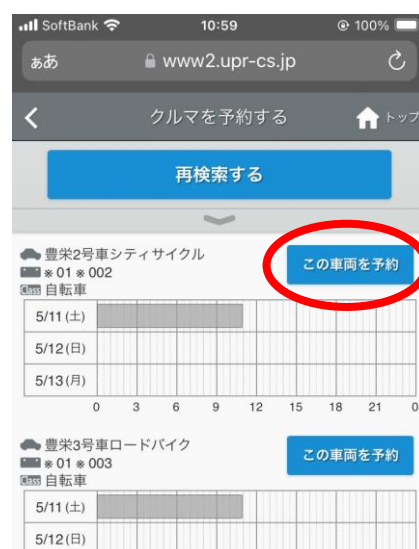 SoftBank 10:59 100%
ああ www2.upr-cs.jp
クルマを予約する トップ
再検索する
豊栄2号車シティサイクル
※ 01 ※ 002
この車両を予約
Class 自転車
5/11(土)
5/12(日)
5/13(月)
0 3 6 9 12 15 18 21 0
豊栄3号車ロードバイク
※ 01 ※ 003
この車両を予約
Class 自転車
5/11(土)
5/12(日)